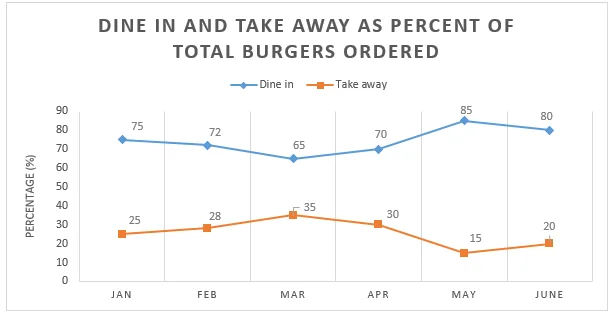 DINE IN AND TAKE AWAY AS PERCENT OF
TOTAL BURGERS ORDERED
Dine in Take away
PERCENTAGE (%)
90
80
70
60
50
40
30
20
10
0
75 72 65 70 85 80
25 28 35 30 15 20
JAN FEB MAR APR MAY JUNE